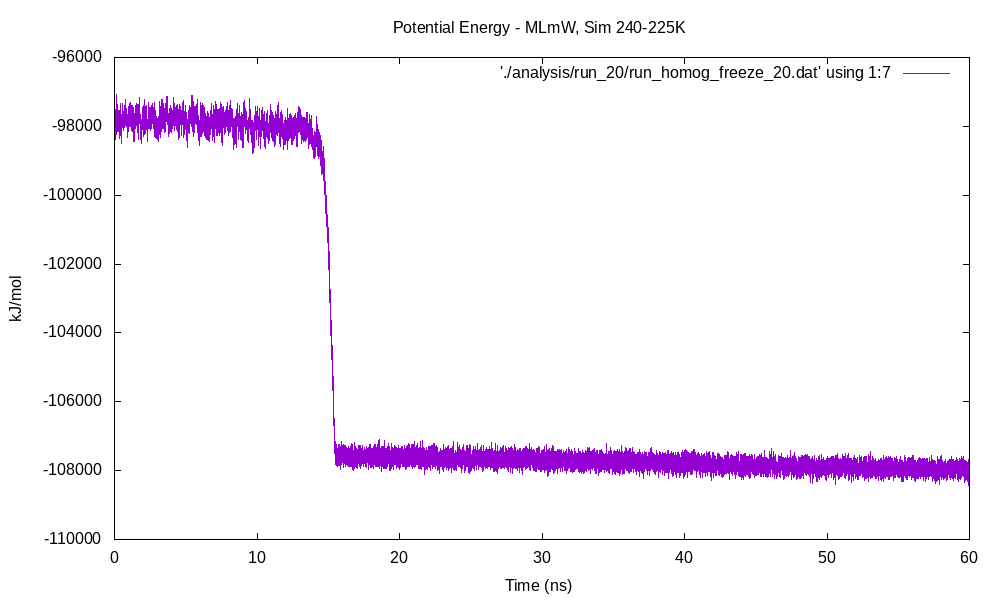 Potential Energy - MLmW, Sim 240-225K
'./analysis/run_20/run_homog_freeze_20.dat' using 1:7
-96000
-98000
-100000
-102000
-104000
-106000
-108000
-110000
kJ/mol
0 10 20 30 40 50 60
Time (ns)